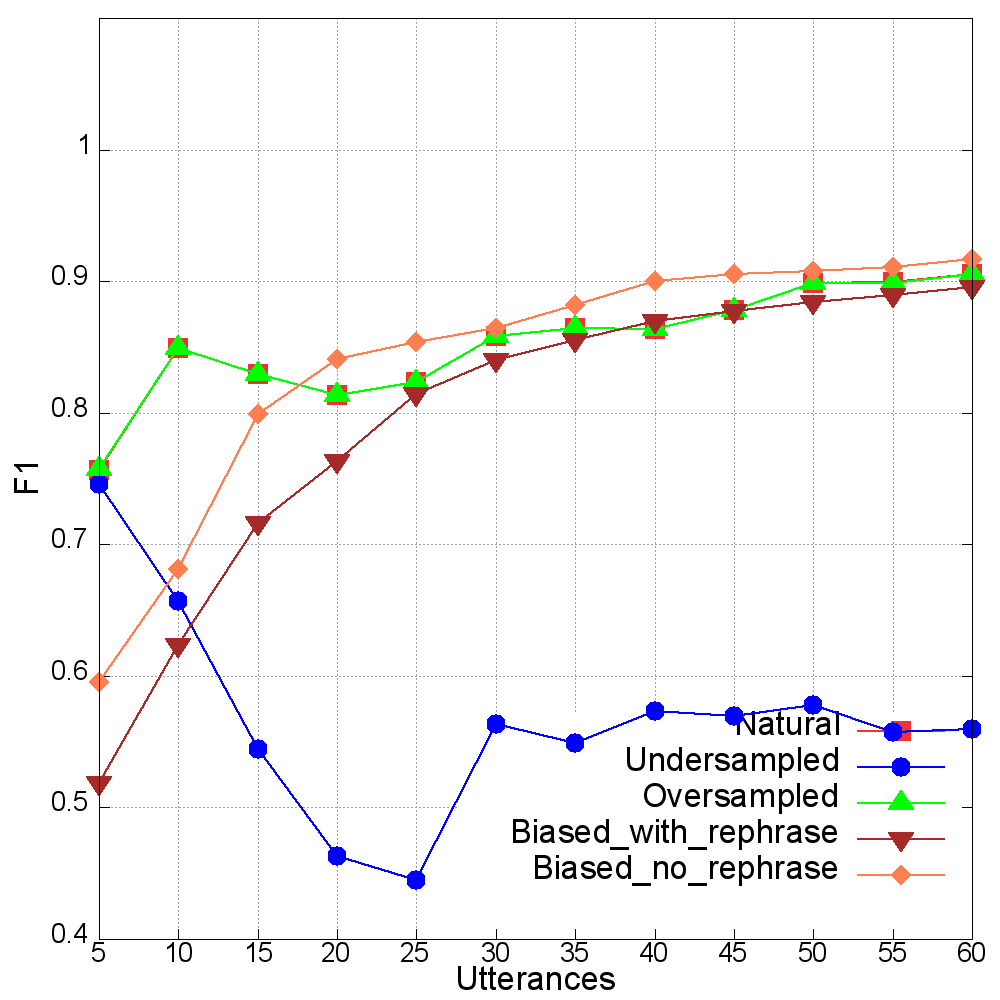 1
0.9
0.8
0.7
0.6
0.5
0.4
F1
5 10 15 20 25 30 35 40 45 50 55 60
Utterances
Natural
Undersampled
Oversampled
Biased_with_rephrase
Biased_no_rephrase